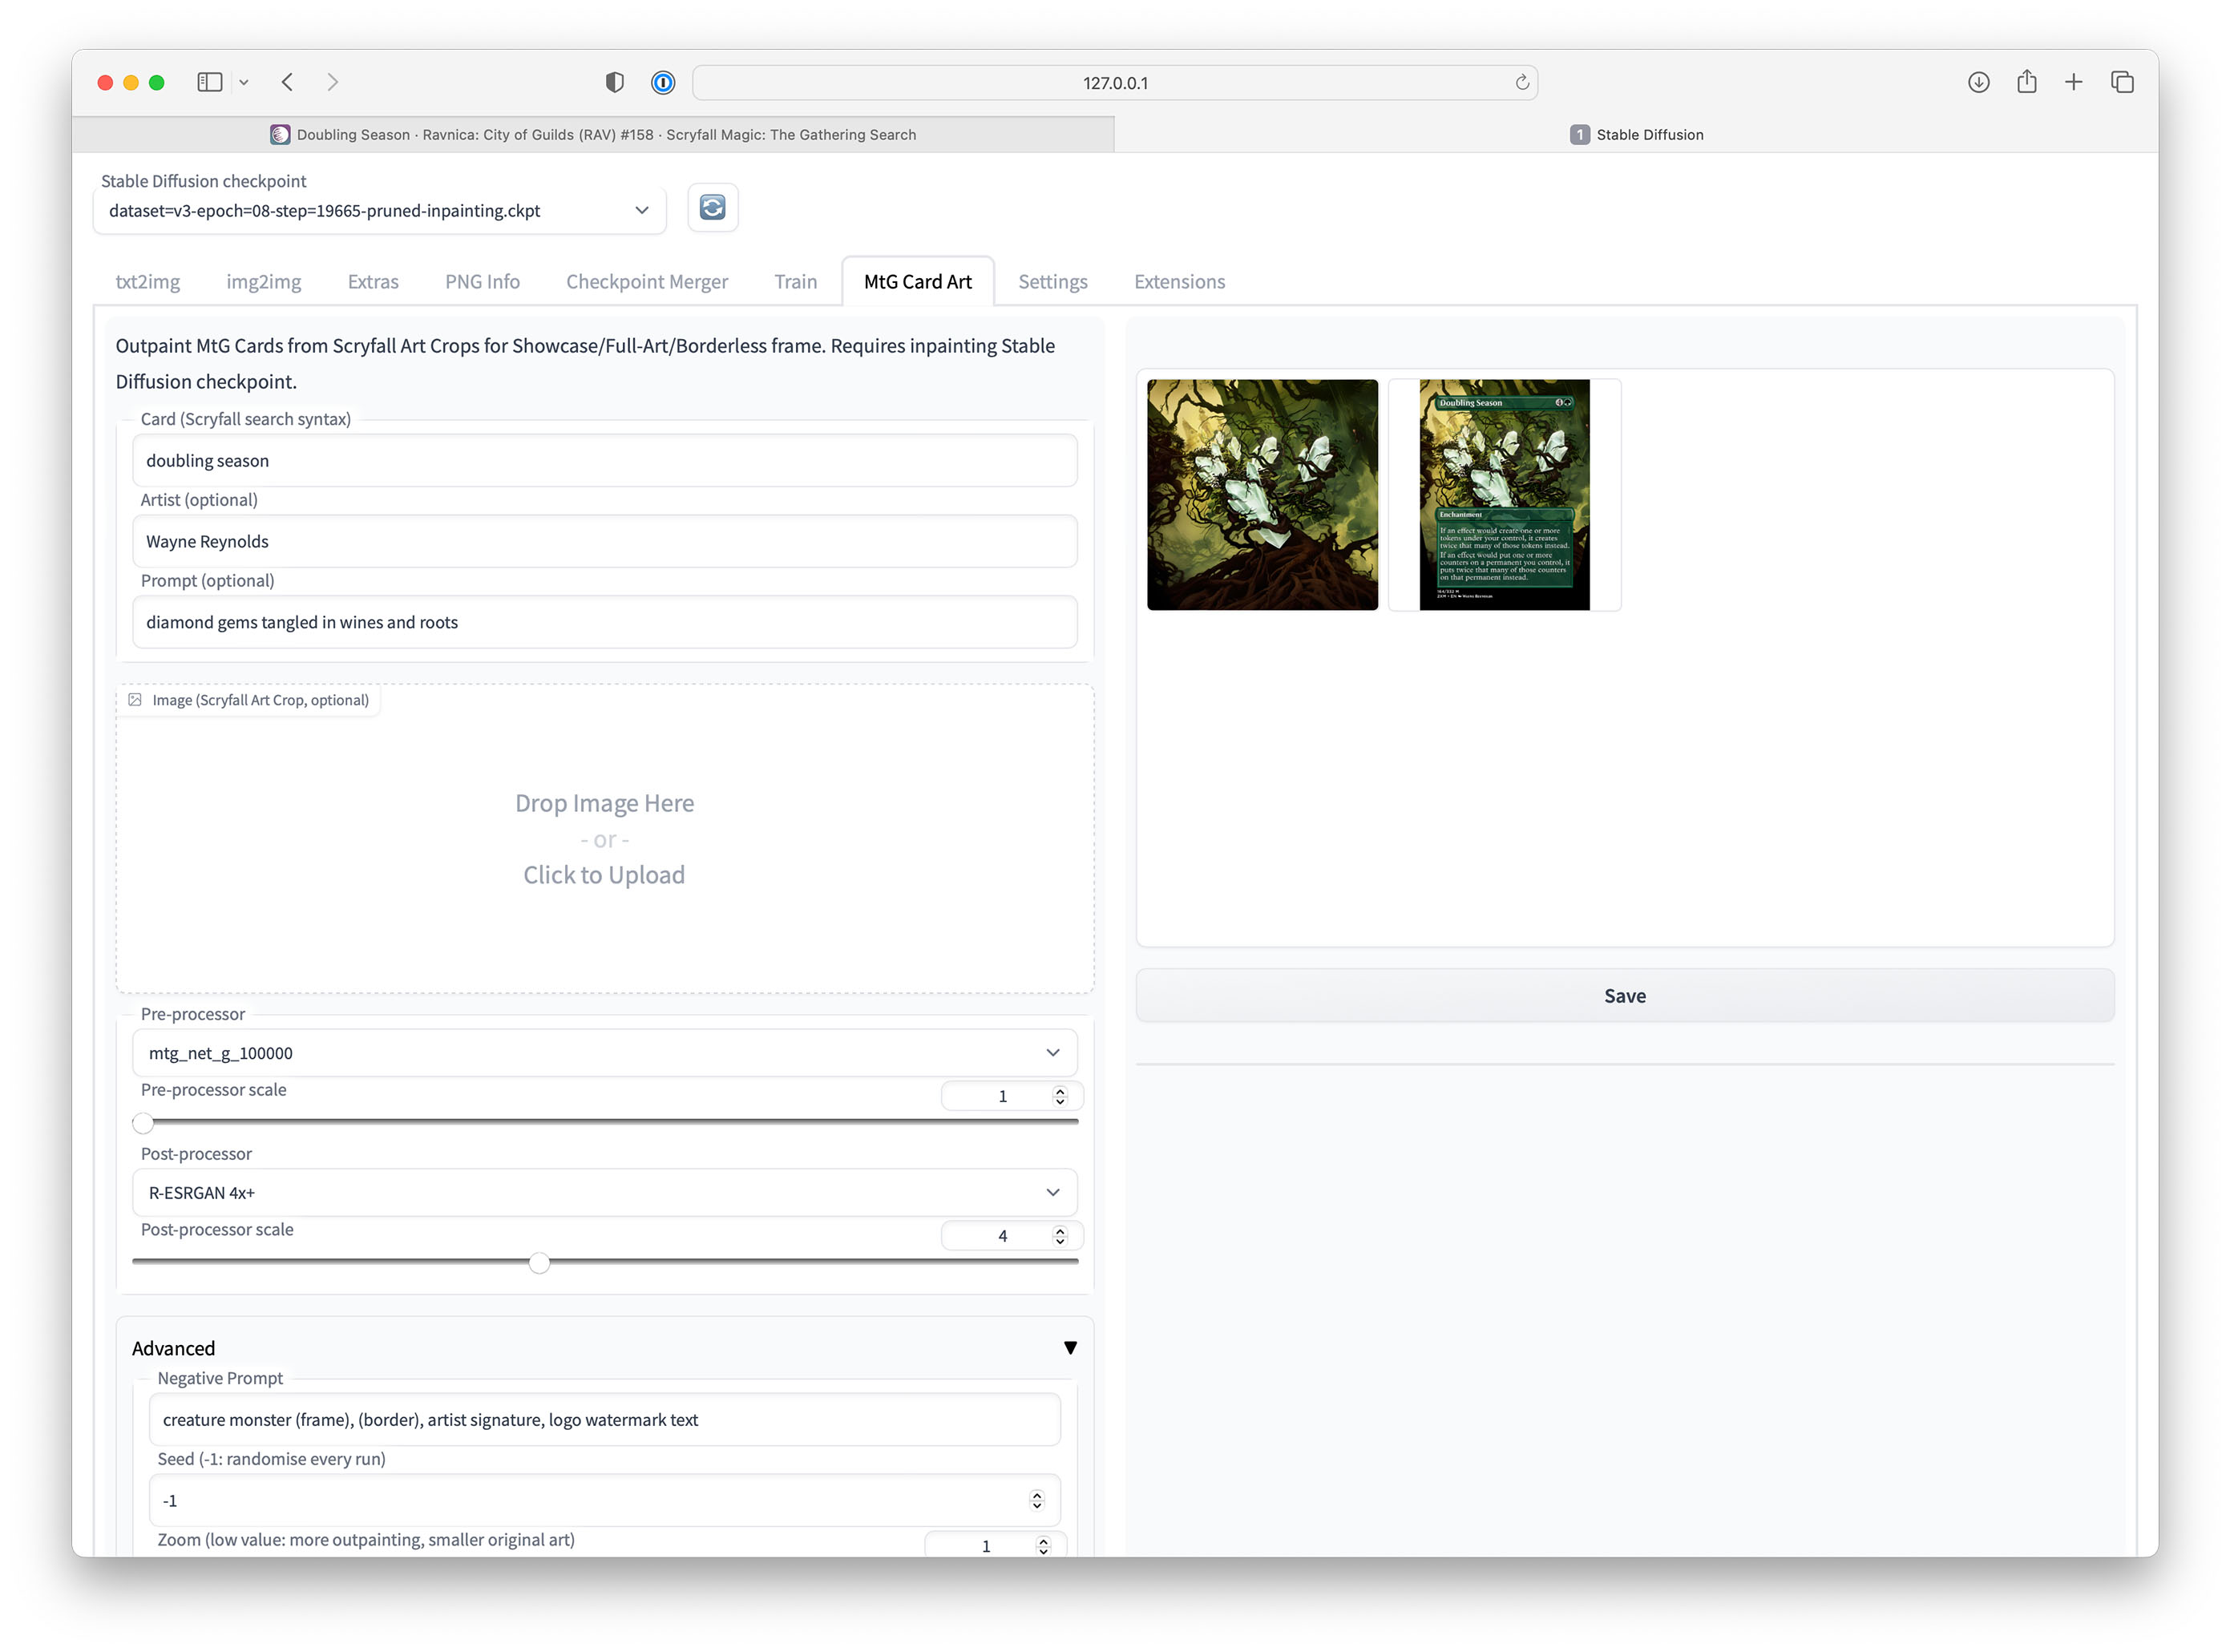 127.0.0.1
Doubling Season · Ravnica: City of Guilds (RAV) #158 · Scryfall Magic: The Gathering Search
1 Stable Diffusion
Stable Diffusion checkpoint
dataset=v3-epoch=08-step=19665-pruned-inpainting.ckpt
txt2img img2img Extras PNG Info Checkpoint Merger Train MtG Card Art Settings Extensions
Outpaint MtG Cards from Scryfall Art Crops for Showcase/Full-Art/Borderless frame. Requires inpainting Stable
Diffusion checkpoint.
Card (Scryfall search syntax)
doubling season
Artist (optional)
Wayne Reynolds
Prompt (optional)
diamond gems tangled in wines and roots
Image (Scryfall Art Crop, optional)
Drop Image Here
- or -
Click to Upload
Pre-processor
mtg_net_g_100000
Pre-processor scale
1
Post-processor
R-ESRGAN 4x+
Post-processor scale
4
Advanced
Negative Prompt
creature monster (frame), (border), artist signature, logo watermark text
Seed (-1: randomise every run)
-1
Zoom (low value: more outpainting, smaller original art)
1
Doubling Season
Enchantment
If an effect would create one or more
tokens under your control, it creates
twice that many of those tokens instead.
If an effect would put one or more
counters on a permanent you control, it
puts twice that many of those counters
on that permanent instead.
Save